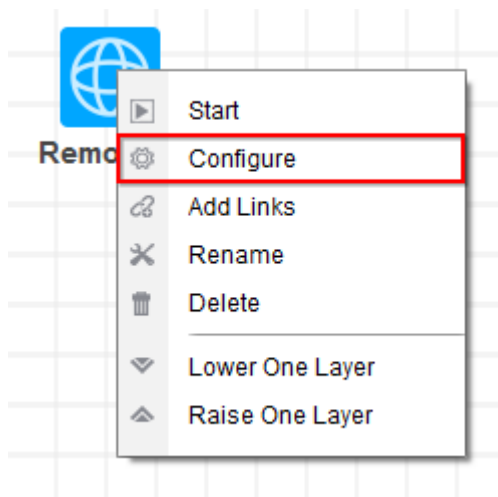 Start
Remo
Configure
Add Links
Rename
Delete
Lower One Layer
Raise One Layer